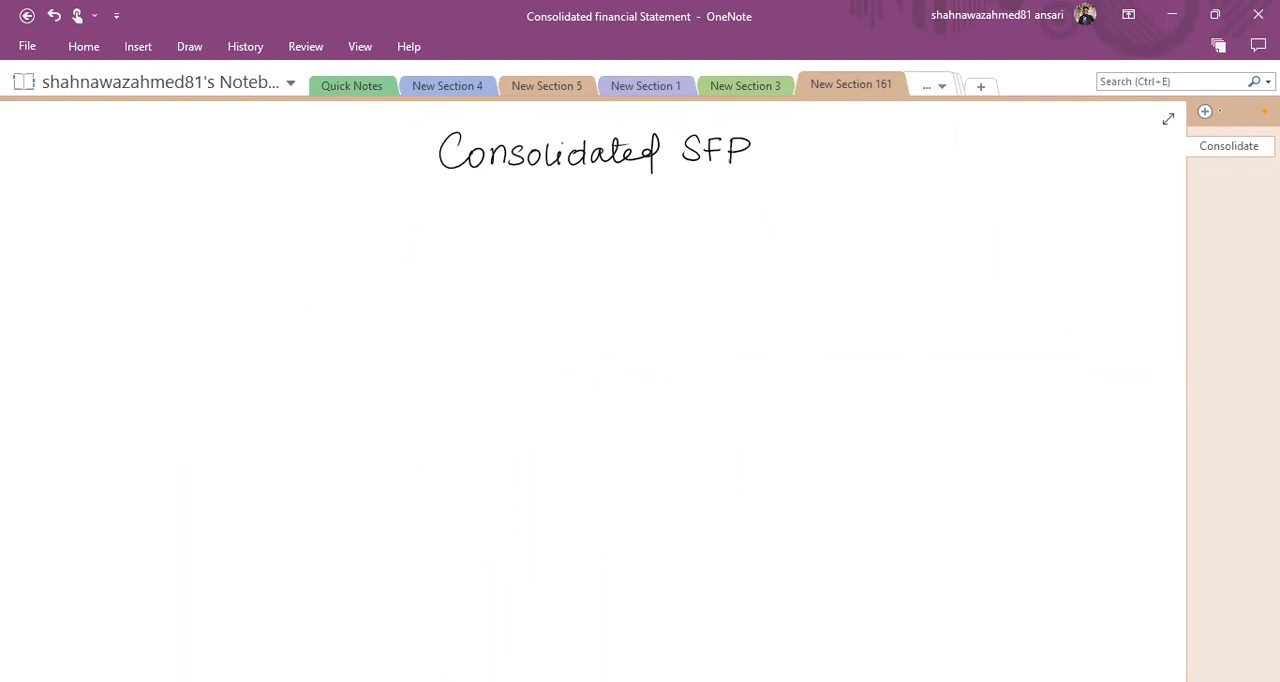 Consolidated financial Statement - OneNote
shahnawazahmed81 ansari
File Home Insert Draw History Review View Help
shahnawazahmed81's Noteb...
Quick Notes New Section 4 New Section 5 New Section 1 New Section 3 New Section 161 ...
Search (Ctrl+E)
Consolidated SFP
Consolidate